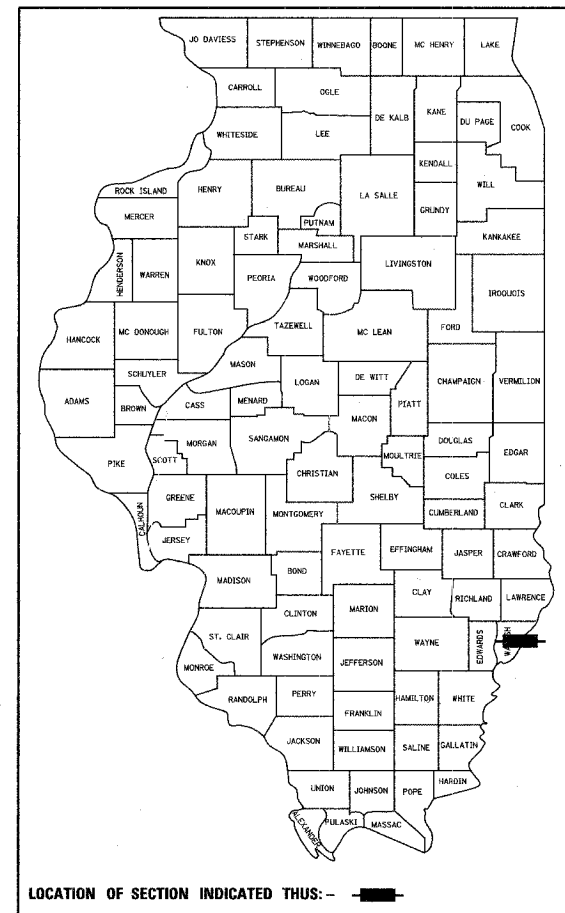 JO DAVIESS STEPHENSON WINNEBAGO BOONE MC HENRY LAKE
CARROLL OGLE DE KALB KANE DU PAGE COOK
WHITESIDE LEE
KENDALL WILL
ROCK ISLAND HENRY BUREAU LA SALLE GRUNDY
MERCER PUTNAM
STARK MARSHALL KANKAKEE
HENDERSON WARREN KNOX PEORIA WOODFORD LIVINGSTON IROQUOIS
HANCOCK MC DONOUGH FULTON TAZEWELL MC LEAN FORD
SCHUYLER MASON LOGAN DE WITT CHAMPAIGN VERMILION
ADAMS BROWN CASS MENARD MACON PIATT
MORGAN SANGAMON DOUGLAS EDGAR
PIKE SCOTT CHRISTIAN MOULTRIE COLES
GREENE MACOUPIN MONTGOMERY SHELBY CUMBERLAND CLARK
CALHOUN JERSEY FAYETTE EFFINGHAM JASPER CRAWFORD
MADISON BOND CLAY RICHLAND LAWRENCE
CLINTON MARION
ST. CLAIR WAYNE EDWARDS
MONROE WASHINGTON JEFFERSON
RANDOLPH PERRY HAMILTON WHITE
FRANKLIN
JACKSON WILLIAMSON SALINE GALLATIN
UNION JOHNSON POPE HARDIN
ALEXANDER PULASKI MASSAC
LOCATION OF SECTION INDICATED THUS: -